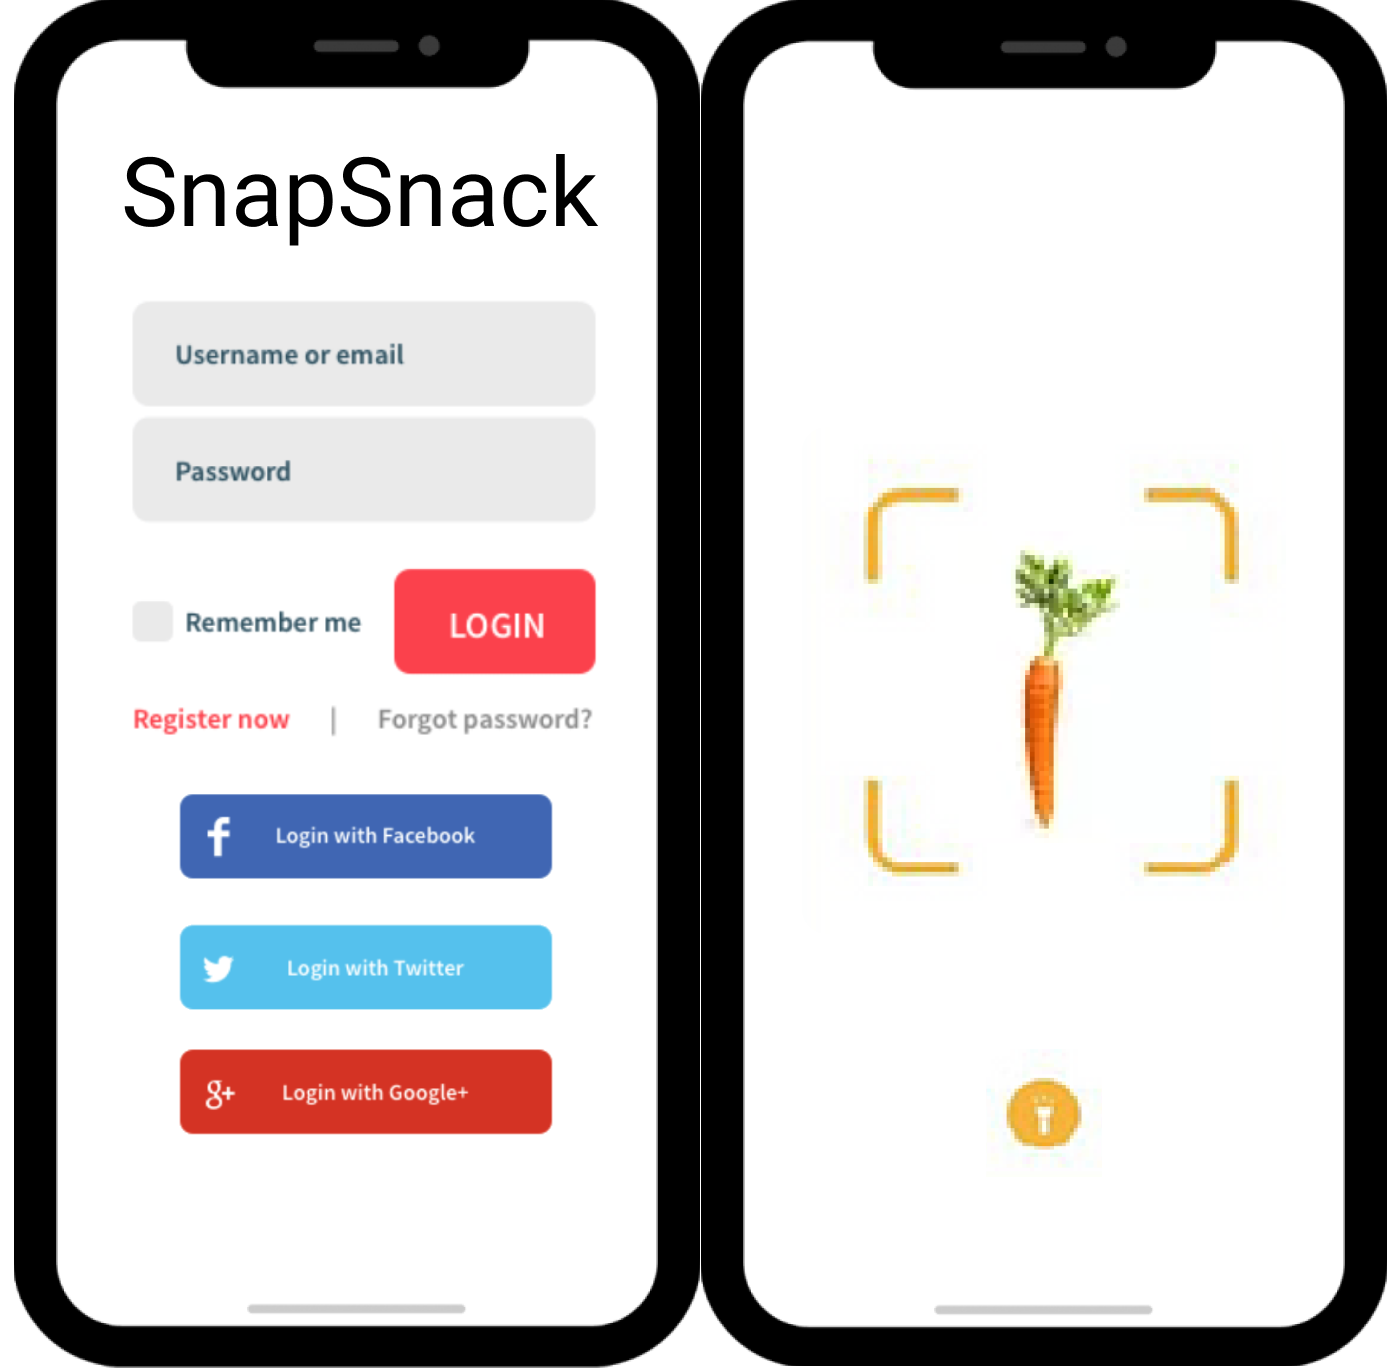 SnapSnack
Username or email
Password
Remember me
LOGIN
Register now | Forgot password?
Login with Facebook
Login with Twitter
g+ Login with Google+